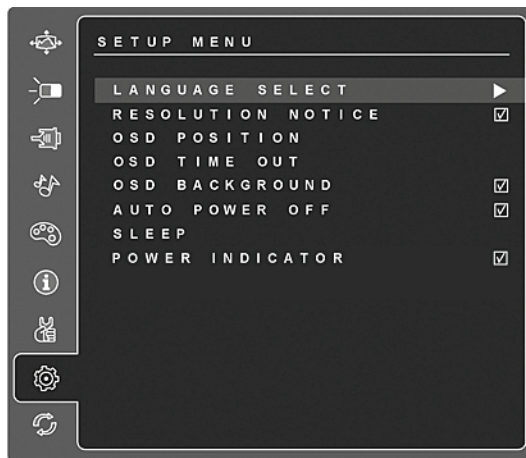 SETUP MENU
LANGUAGE SELECT
RESOLUTION NOTICE
OSD POSITION
OSD TIME OUT
OSD BACKGROUND
AUTO POWER OFF
SLEEP
POWER INDICATOR